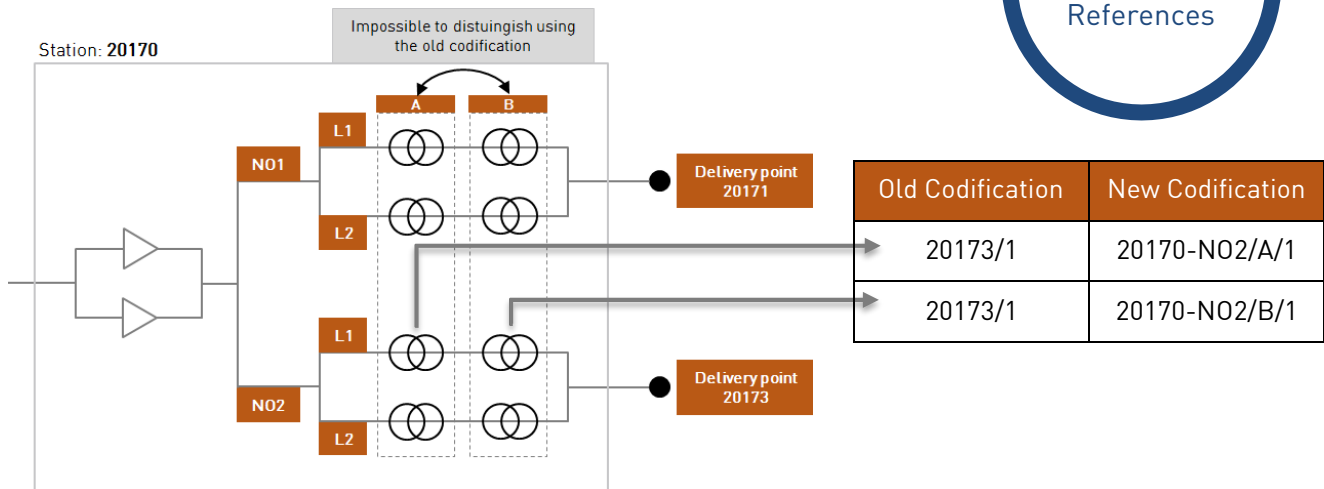 References
Impossible to distuingish using
the old codification
Station: 20170
A
B
L1
NO1
L2
Delivery point
20171
L1
NO2
L2
Delivery point
20173
Old Codification New Codification
20173/1 20170-NO2/A/1
20173/1 20170-NO2/B/1